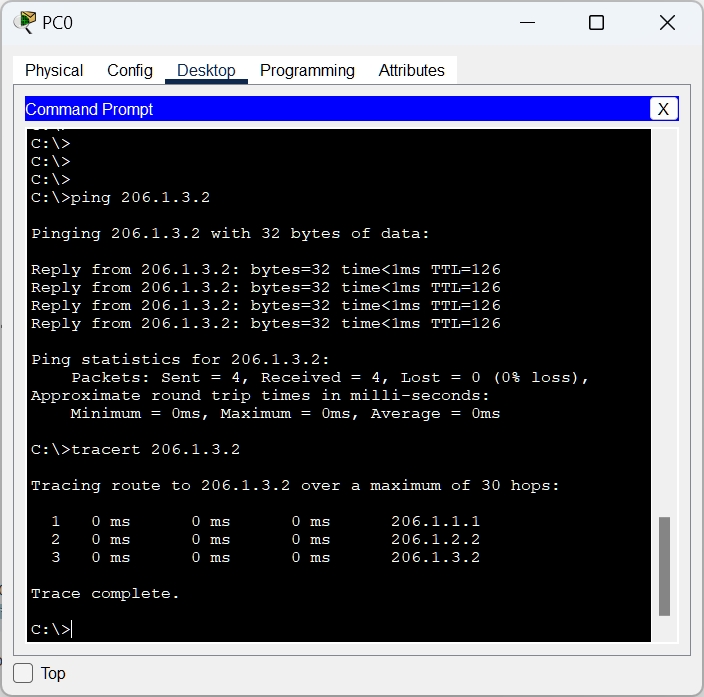 PC0
Physical Config Desktop Programming Attributes
Command Prompt X
C:\>
C:\>
C:\>
C:\>ping 206.1.3.2
Pinging 206.1.3.2 with 32 bytes of data:
Reply from 206.1.3.2: bytes=32 time<1ms TTL=126
Reply from 206.1.3.2: bytes=32 time<1ms TTL=126
Reply from 206.1.3.2: bytes=32 time<1ms TTL=126
Reply from 206.1.3.2: bytes=32 time<1ms TTL=126
Ping statistics for 206.1.3.2:
Packets: Sent = 4, Received = 4, Lost = 0 (0% loss),
Approximate round trip times in milli-seconds:
Minimum = 0ms, Maximum = 0ms, Average = 0ms
C:\>tracert 206.1.3.2
Tracing route to 206.1.3.2 over a maximum of 30 hops:
1 0 ms 0 ms 0 ms 206.1.1.1
2 0 ms 0 ms 0 ms 206.1.2.2
3 0 ms 0 ms 0 ms 206.1.3.2
Trace complete.
C:\>
Top